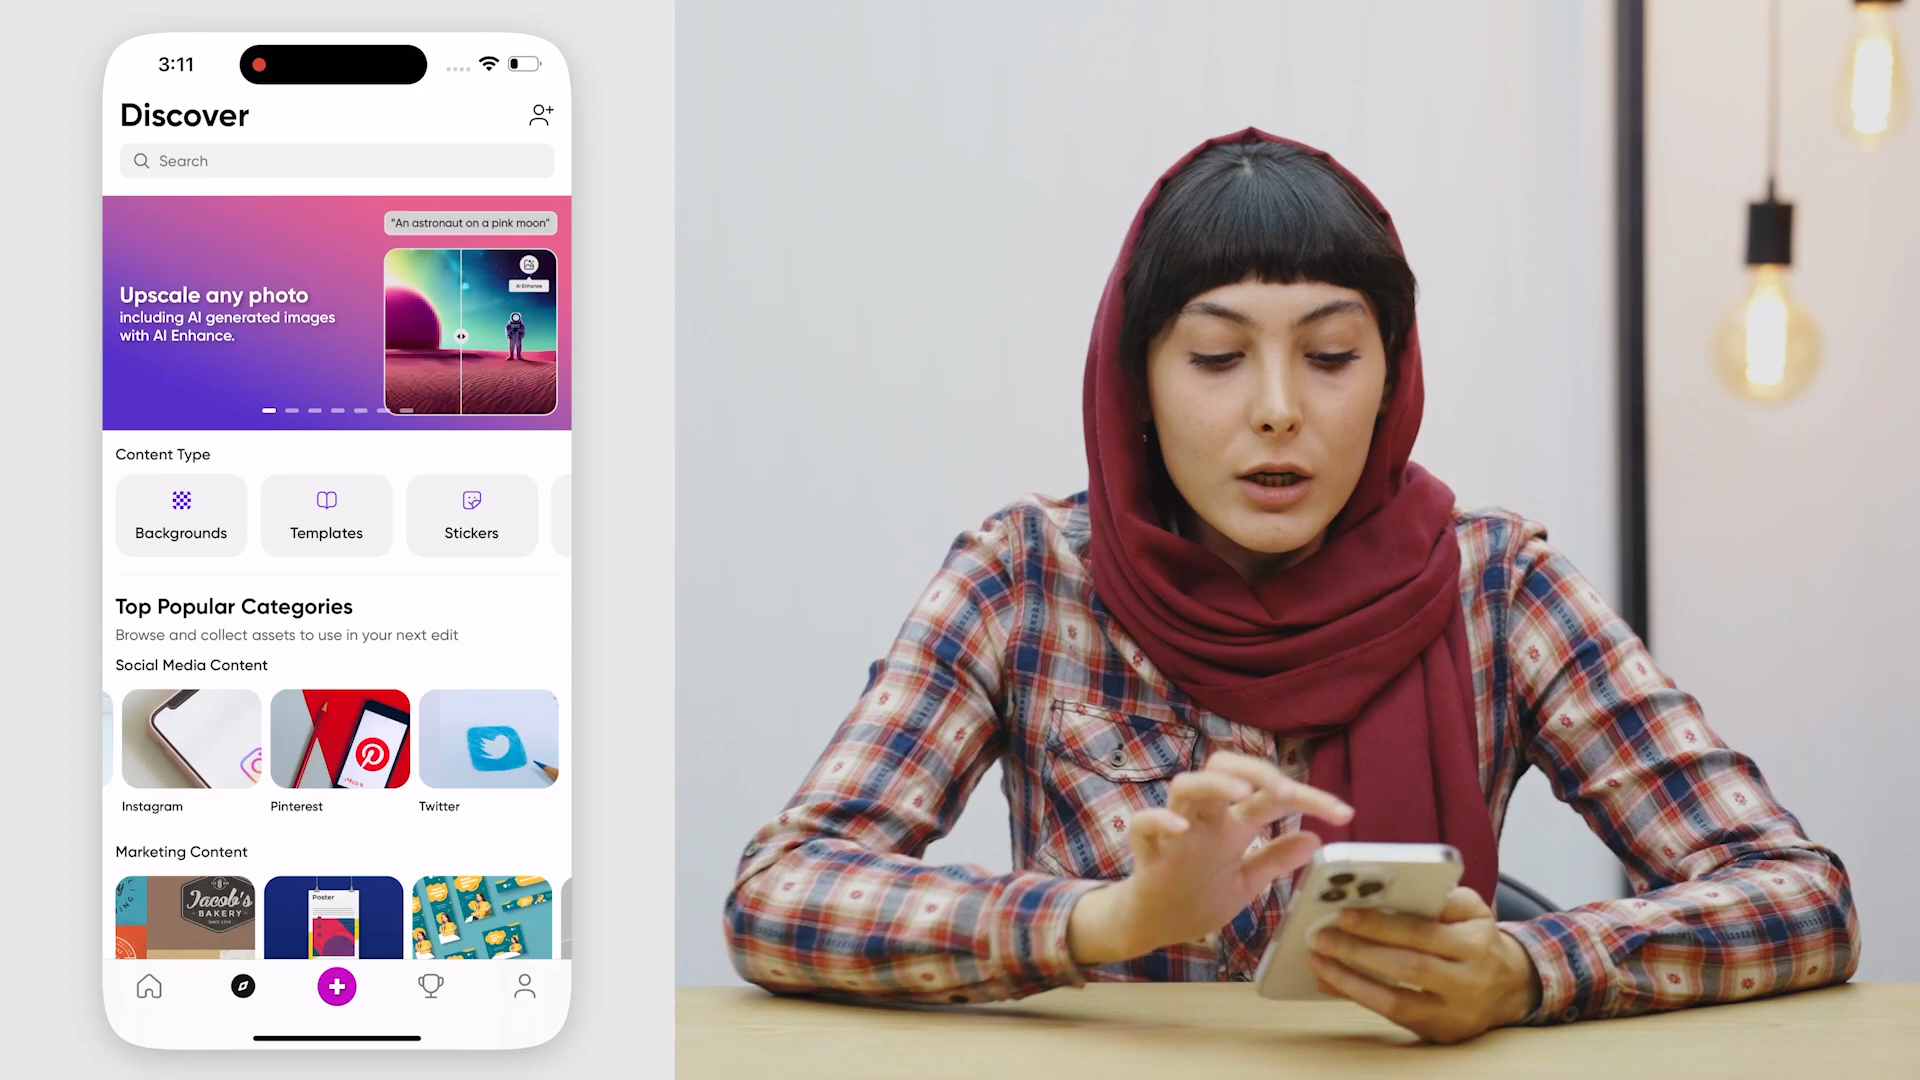 3:11
Discover
Search
"An astronaut on a pink moon"
AI Enhance
Upscale any photo
including AI generated images
with AI Enhance.
Content Type
Backgrounds
Templates
Stickers
Top Popular Categories
Browse and collect assets to use in your next edit
Social Media Content
Instagram
Pinterest
Twitter
Marketing Content
Jacob's
BAKERY
Poster